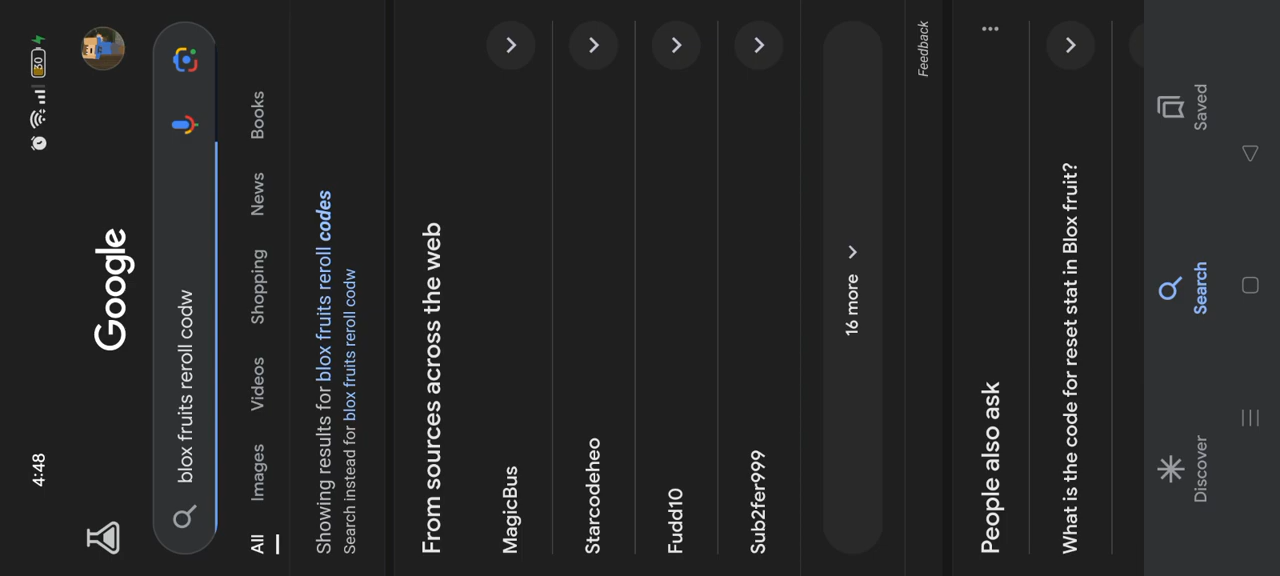 4:48
30
Google
blox fruits reroll codw
All Images Videos Shopping News Books
Showing results for blox fruits reroll codes
Search instead for blox fruits reroll codw
From sources across the web
MagicBus
Starcodeheo
Fudd10
Sub2fer999
16 more
Feedback
People also ask
What is the code for reset stat in Blox fruit?
Discover Search Saved